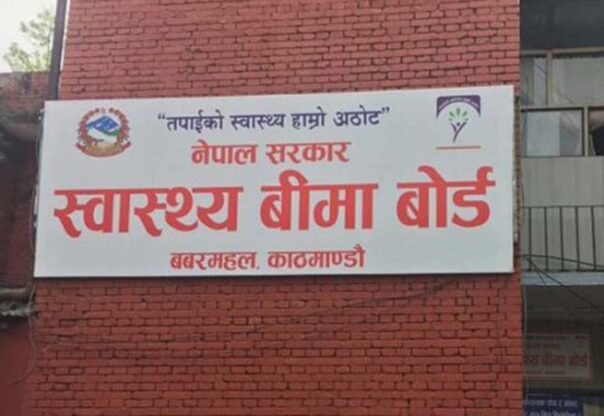 “तपाईको स्वास्थ्य हाम्रो अठोट”
नेपाल सरकार
स्वास्थ्य बीमा बोर्ड
बबरमहल, काठमाण्डौ
स्वास्थ्य बीमा बोर्ड